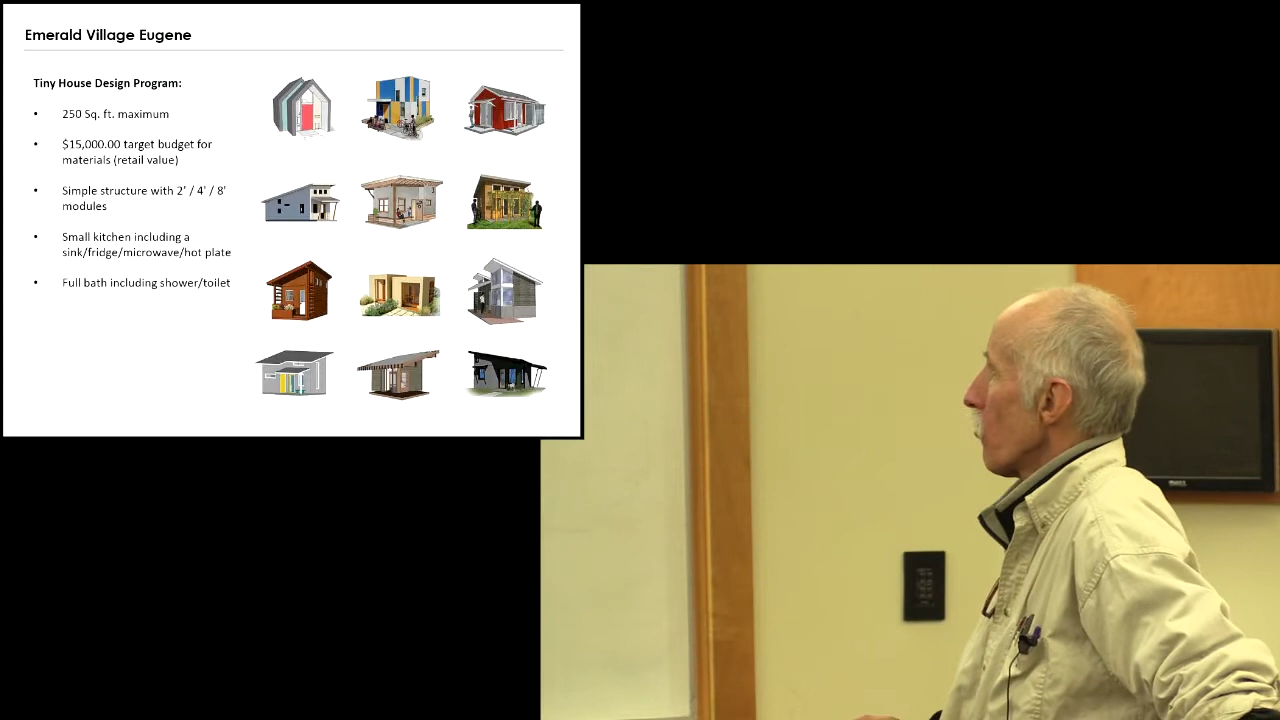 Emerald Village Eugene
Tiny House Design Program:
• 250 Sq. ft. maximum
• $15,000.00 target budget for
materials (retail value)
• Simple structure with 2' / 4' / 8'
modules
• Small kitchen including a
sink/fridge/microwave/hot plate
• Full bath including shower/toilet